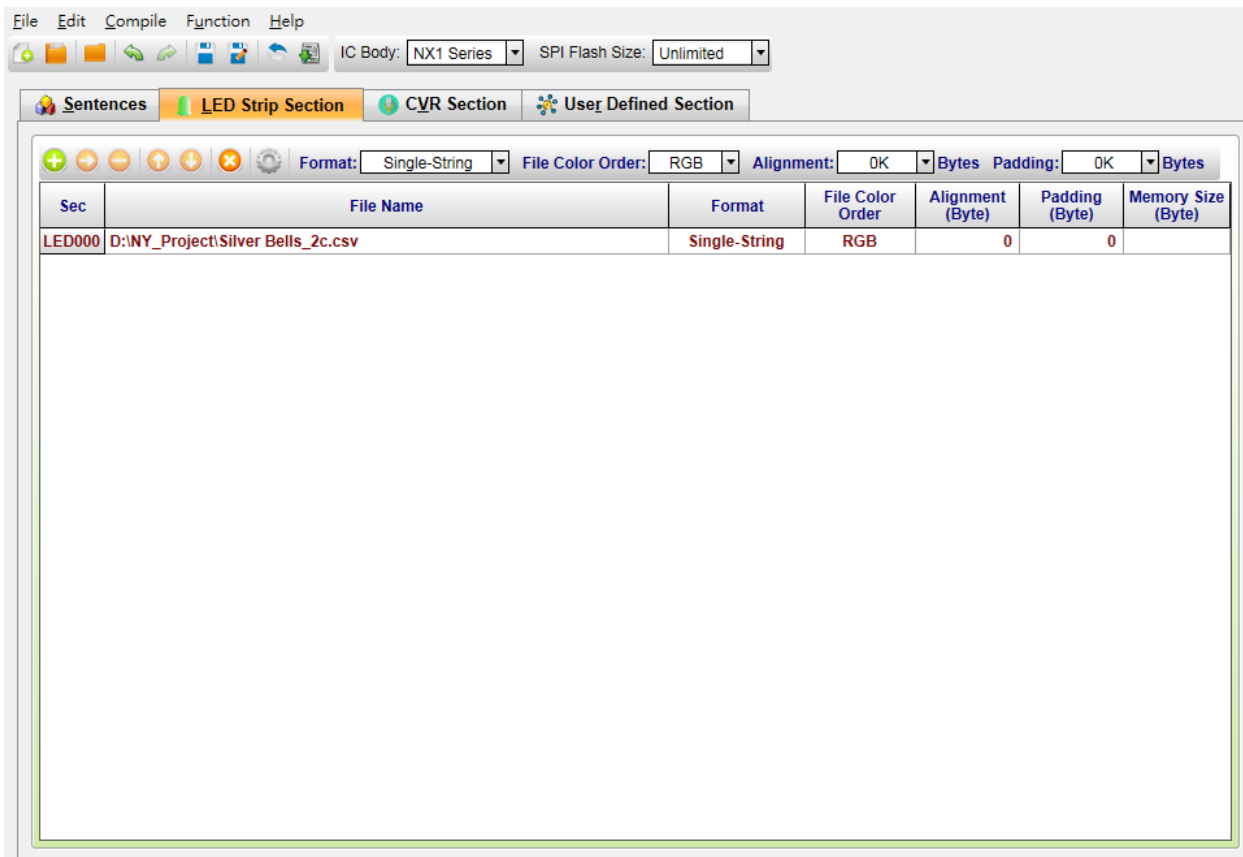 File Edit Compile Function Help
IC Body: NX1 Series SPI Flash Size: Unlimited
Sentences LED Strip Section CVR Section User Defined Section
Format: Single-String File Color Order: RGB Alignment: 0K Bytes Padding: 0K Bytes
Sec File Name Format File Color Order Alignment (Byte) Padding (Byte) Memory Size (Byte)
LED000 D:\NY_Project\Silver Bells_2c.csv Single-String RGB 0 0